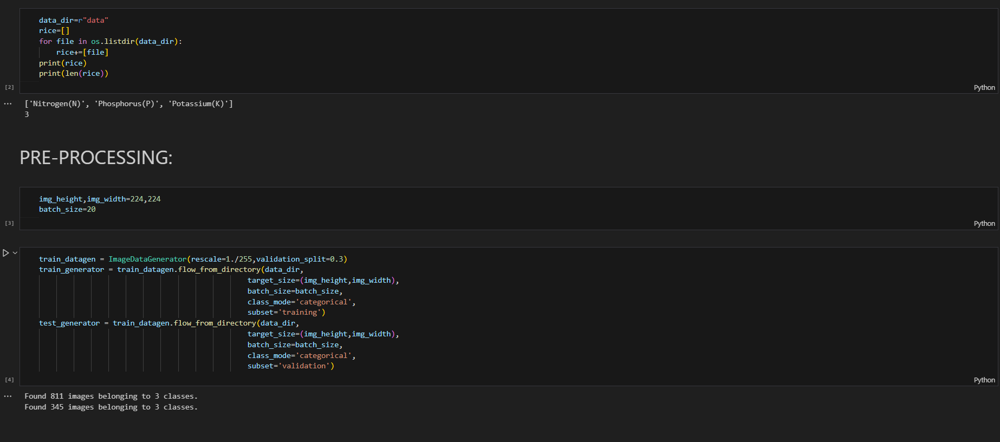 data_dir=r"data"
rice=[]
for file in os.listdir(data_dir):
    rice+=[file]
print(rice)
print(len(rice))
[2]
Python
['Nitrogen(N)', 'Phosphorus(P)', 'Potassium(K)']
3
PRE-PROCESSING:
img_height,img_width=224,224
batch_size=20
[3]
Python
train_datagen = ImageDataGenerator(rescale=1./255,validation_split=0.3)
train_generator = train_datagen.flow_from_directory(data_dir,
                                                target_size=(img_height,img_width),
                                                batch_size=batch_size,
                                                class_mode='categorical',
                                                subset='training')
test_generator = train_datagen.flow_from_directory(data_dir,
                                                target_size=(img_height,img_width),
                                                batch_size=batch_size,
                                                class_mode='categorical',
                                                subset='validation')
[4]
Python
Found 811 images belonging to 3 classes.
Found 345 images belonging to 3 classes.